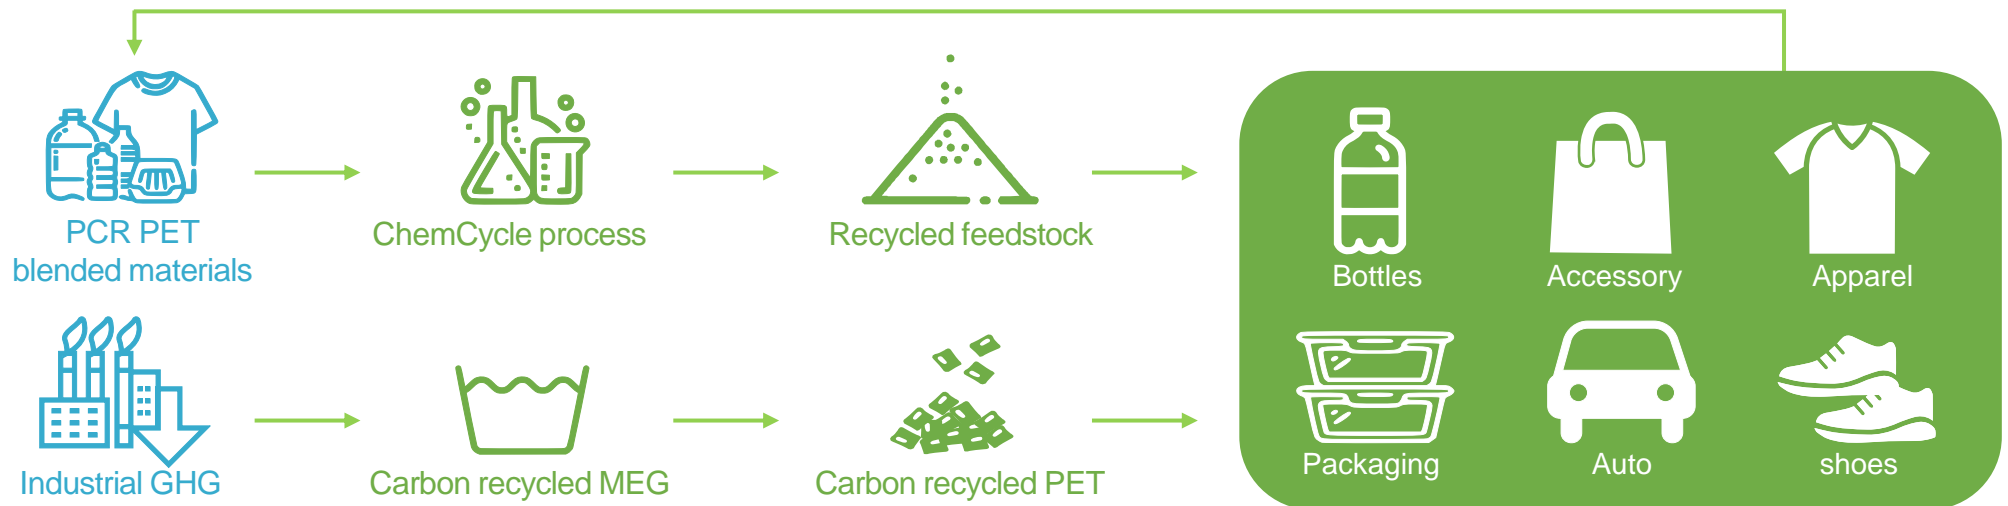 PCR PET
blended materials
ChemCycle process
Recycled feedstock
Bottles
Accessory
Apparel
Industrial GHG
Carbon recycled MEG
Carbon recycled PET
Packaging
Auto
shoes